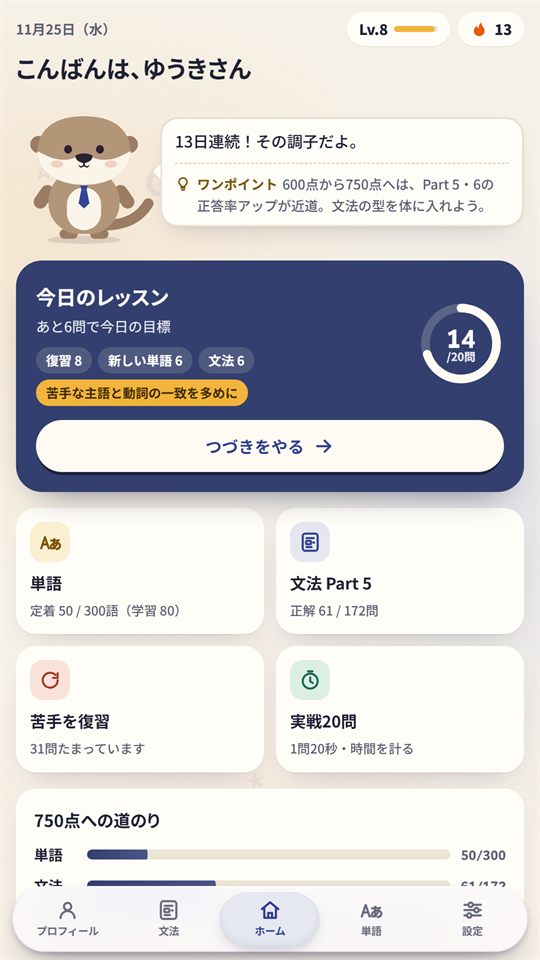 11月25日（水）
Lv.8
13
こんばんは、ゆうきさん
13日連続！その調子だよ。
ワンポイント 600点から750点へは、Part 5・6の
正答率アップが近道。文法の型を体に入れよう。
今日のレッスン
あと6問で今日の目標
復習 8 新しい単語 6 文法 6
苦手な主語と動詞の一致を多めに
14
/20問
つづきをやる →
Aあ
単語
定着 50 / 300語（学習 80）
文法 Part 5
正解 61 / 172問
苦手を復習
31問たまっています
実戦20問
1問20秒・時間を計る
750点への道のり
単語 50/300
文法 61/172
プロフィール
文法
ホーム
Aあ
単語
設定